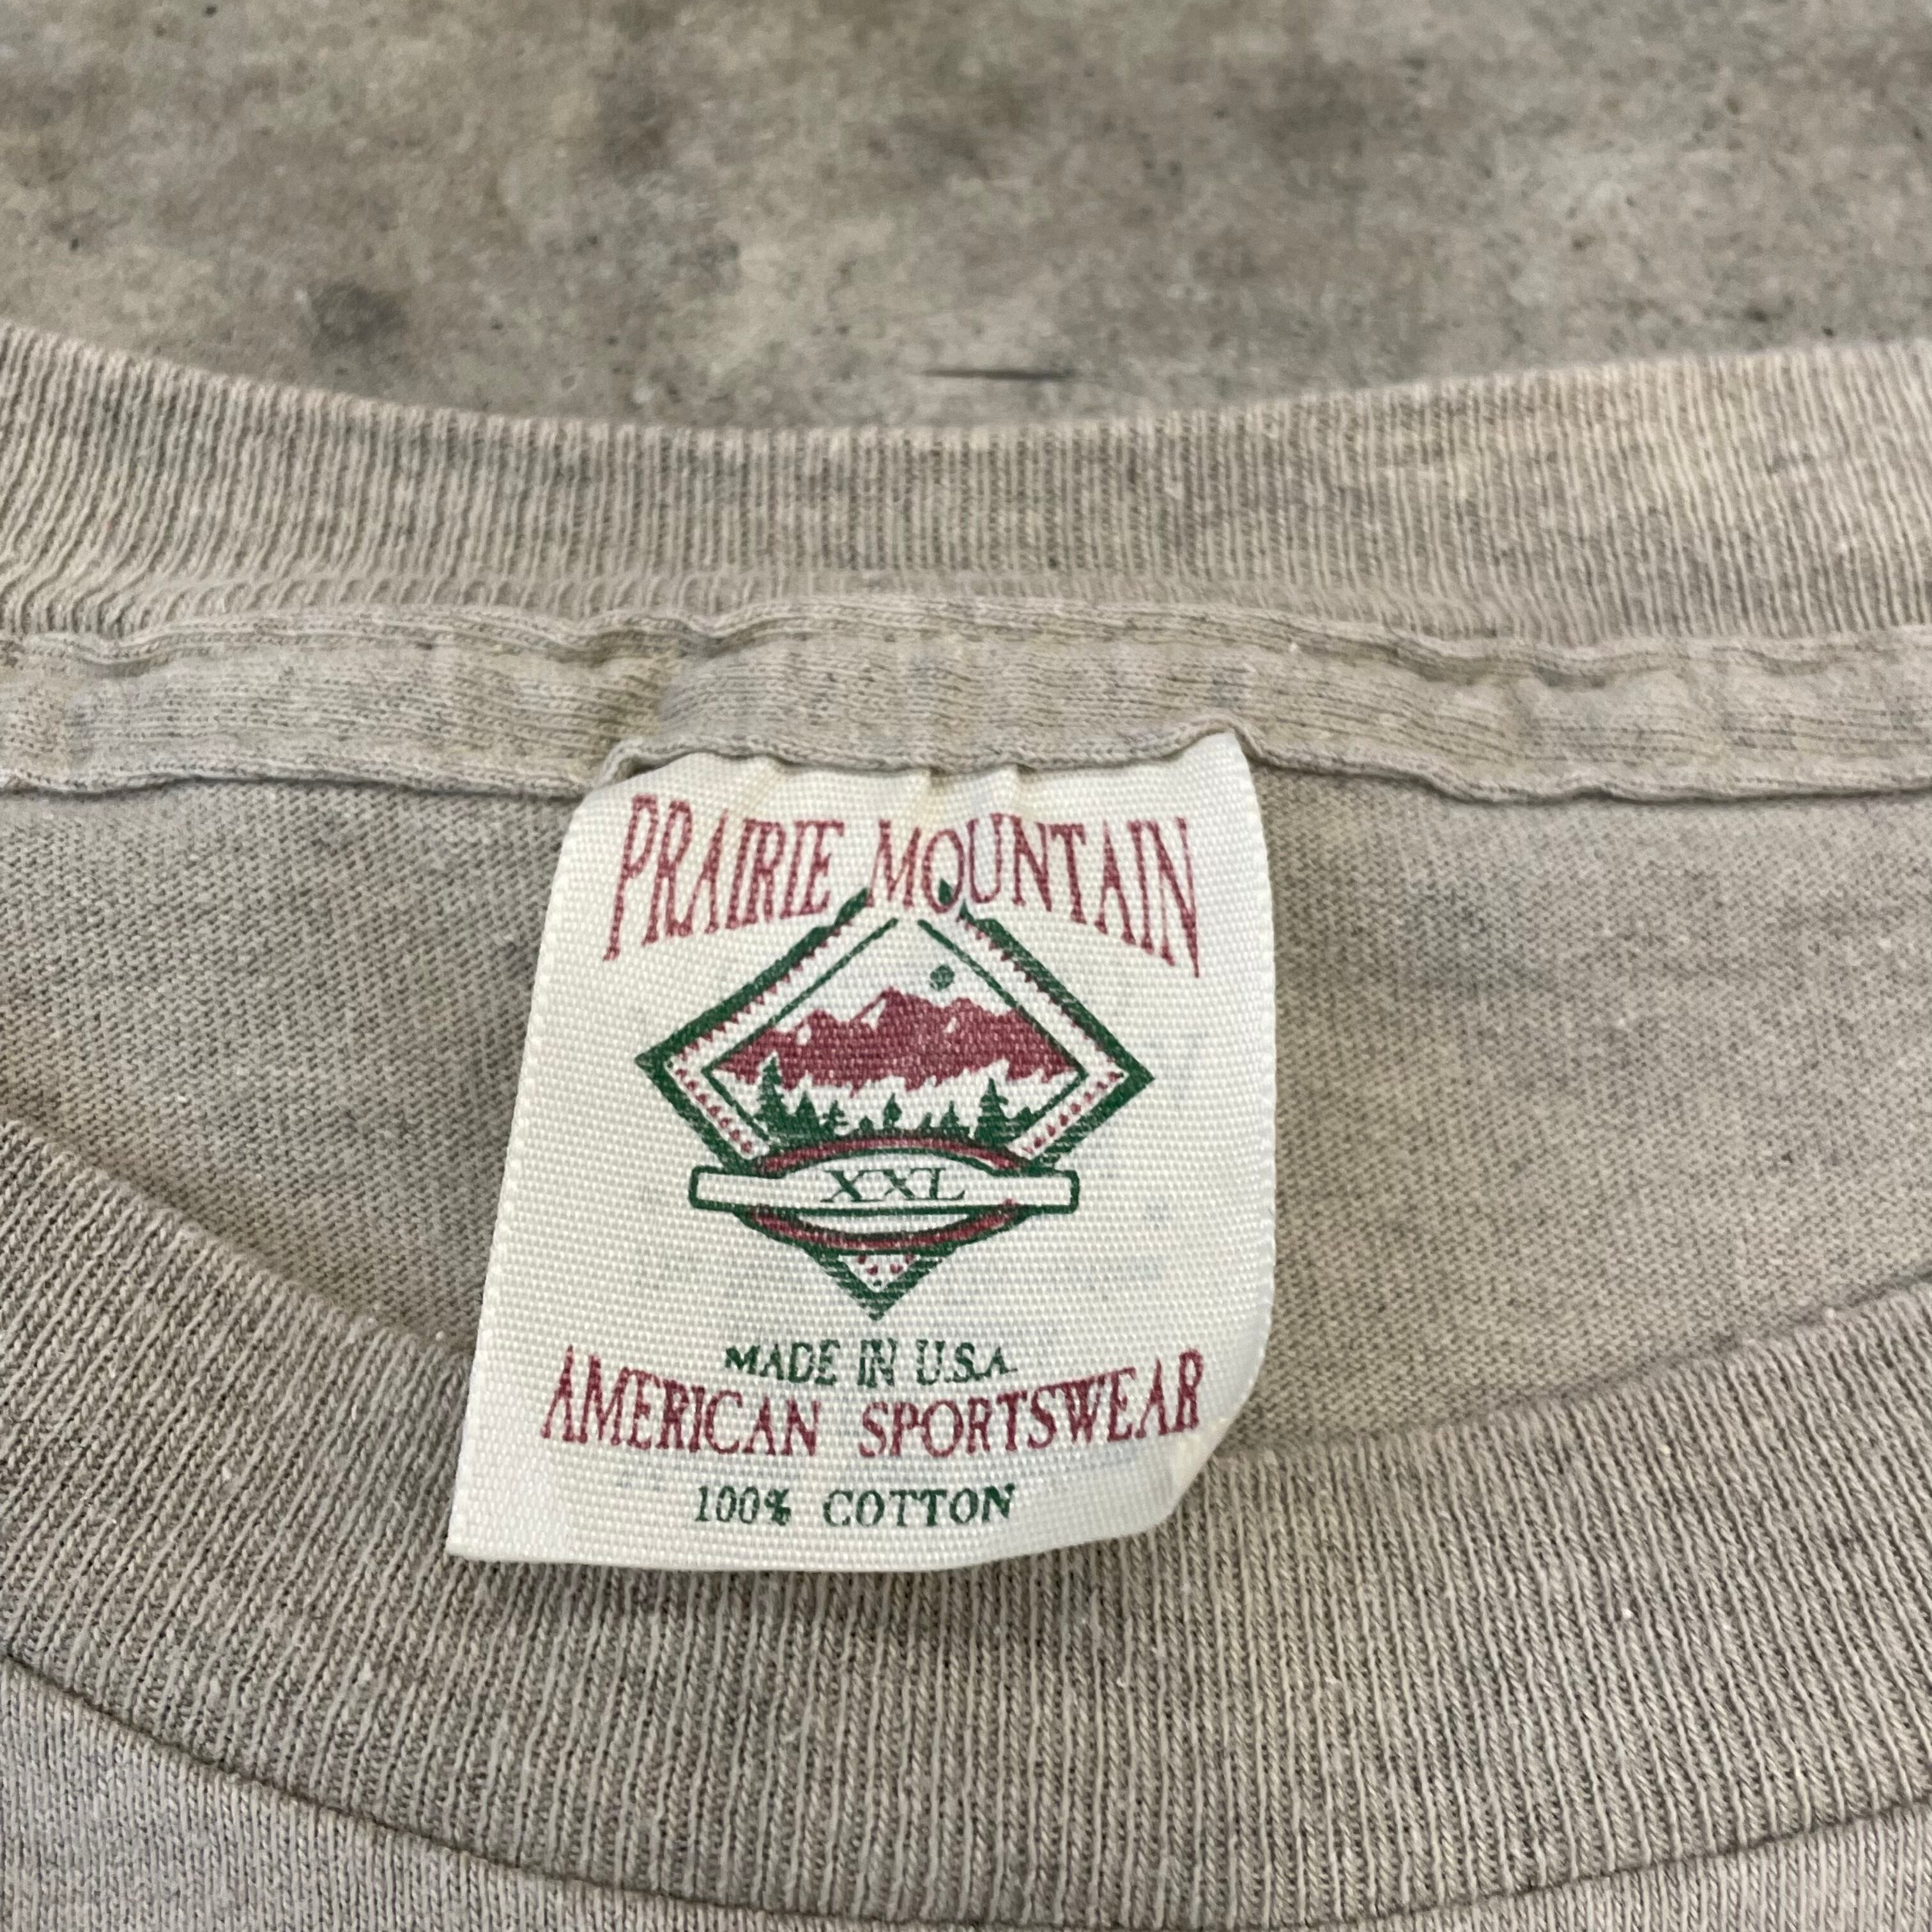 PRAIRIE MOUNTAIN
XXL
MADE IN U.S.A.
AMERICAN SPORTSWEAR
100% COTTON